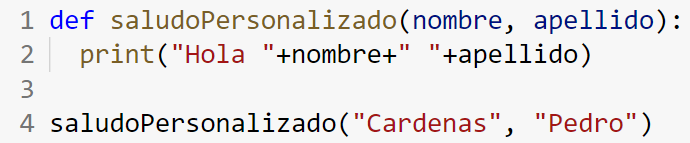 1 def saludoPersonalizado(nombre, apellido):
2   print("Hola "+nombre+" "+apellido)
3
4 saludoPersonalizado("Cardenas", "Pedro")